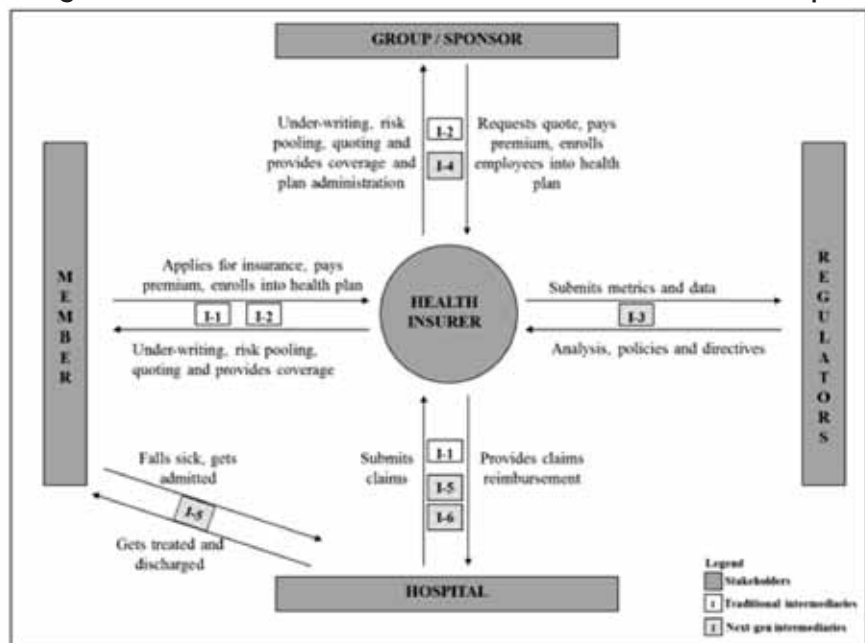 GROUP / SPONSOR
Under-writing, risk
pooling, quoting and
provides coverage and
plan administration
I-2
I-4
Requests quote, pays
premium, enrolls
employees into health
plan
MEMBER
Applies for insurance, pays
premium, enrolls into health plan
I-1 I-2
Under-writing, risk pooling,
quoting and provides coverage
HEALTH
INSURER
Submits metrics and data
I-3
Analysis, policies and directives
REGULATORS
Falls sick, gets
admitted
I-5
Gets treated and
discharged
Submits
claims
I-1
I-5
I-6
Provides claims
reimbursement
HOSPITAL
Legend
Stakeholders
I Traditional intermediaries
I Next gen intermediaries